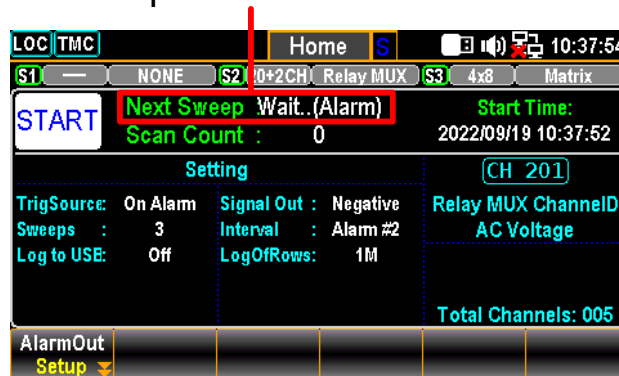 LOC TMC Home S 10:37:54
S1 — NONE S2 20+2CH Relay MUX S3 4x8 Matrix
START
Next Sweep : Wait..(Alarm)
Scan Count : 0
Start Time:
2022/09/19 10:37:52
Setting
TrigSource: On Alarm Signal Out : Negative
Sweeps : 3 Interval : Alarm #2
Log to USB: Off LogOfRows: 1M
CH 201
Relay MUX ChannelD
AC Voltage
Total Channels: 005
AlarmOut
Setup